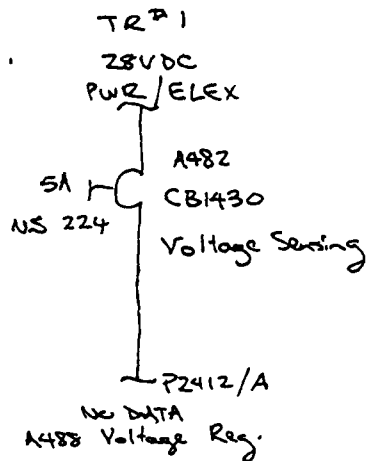 TR #1
28VDC
PWR/ELEX
A482
5A
CB1430
NS 224
Voltage Sensing
P2412/A
NO DATA
A488 Voltage Reg.